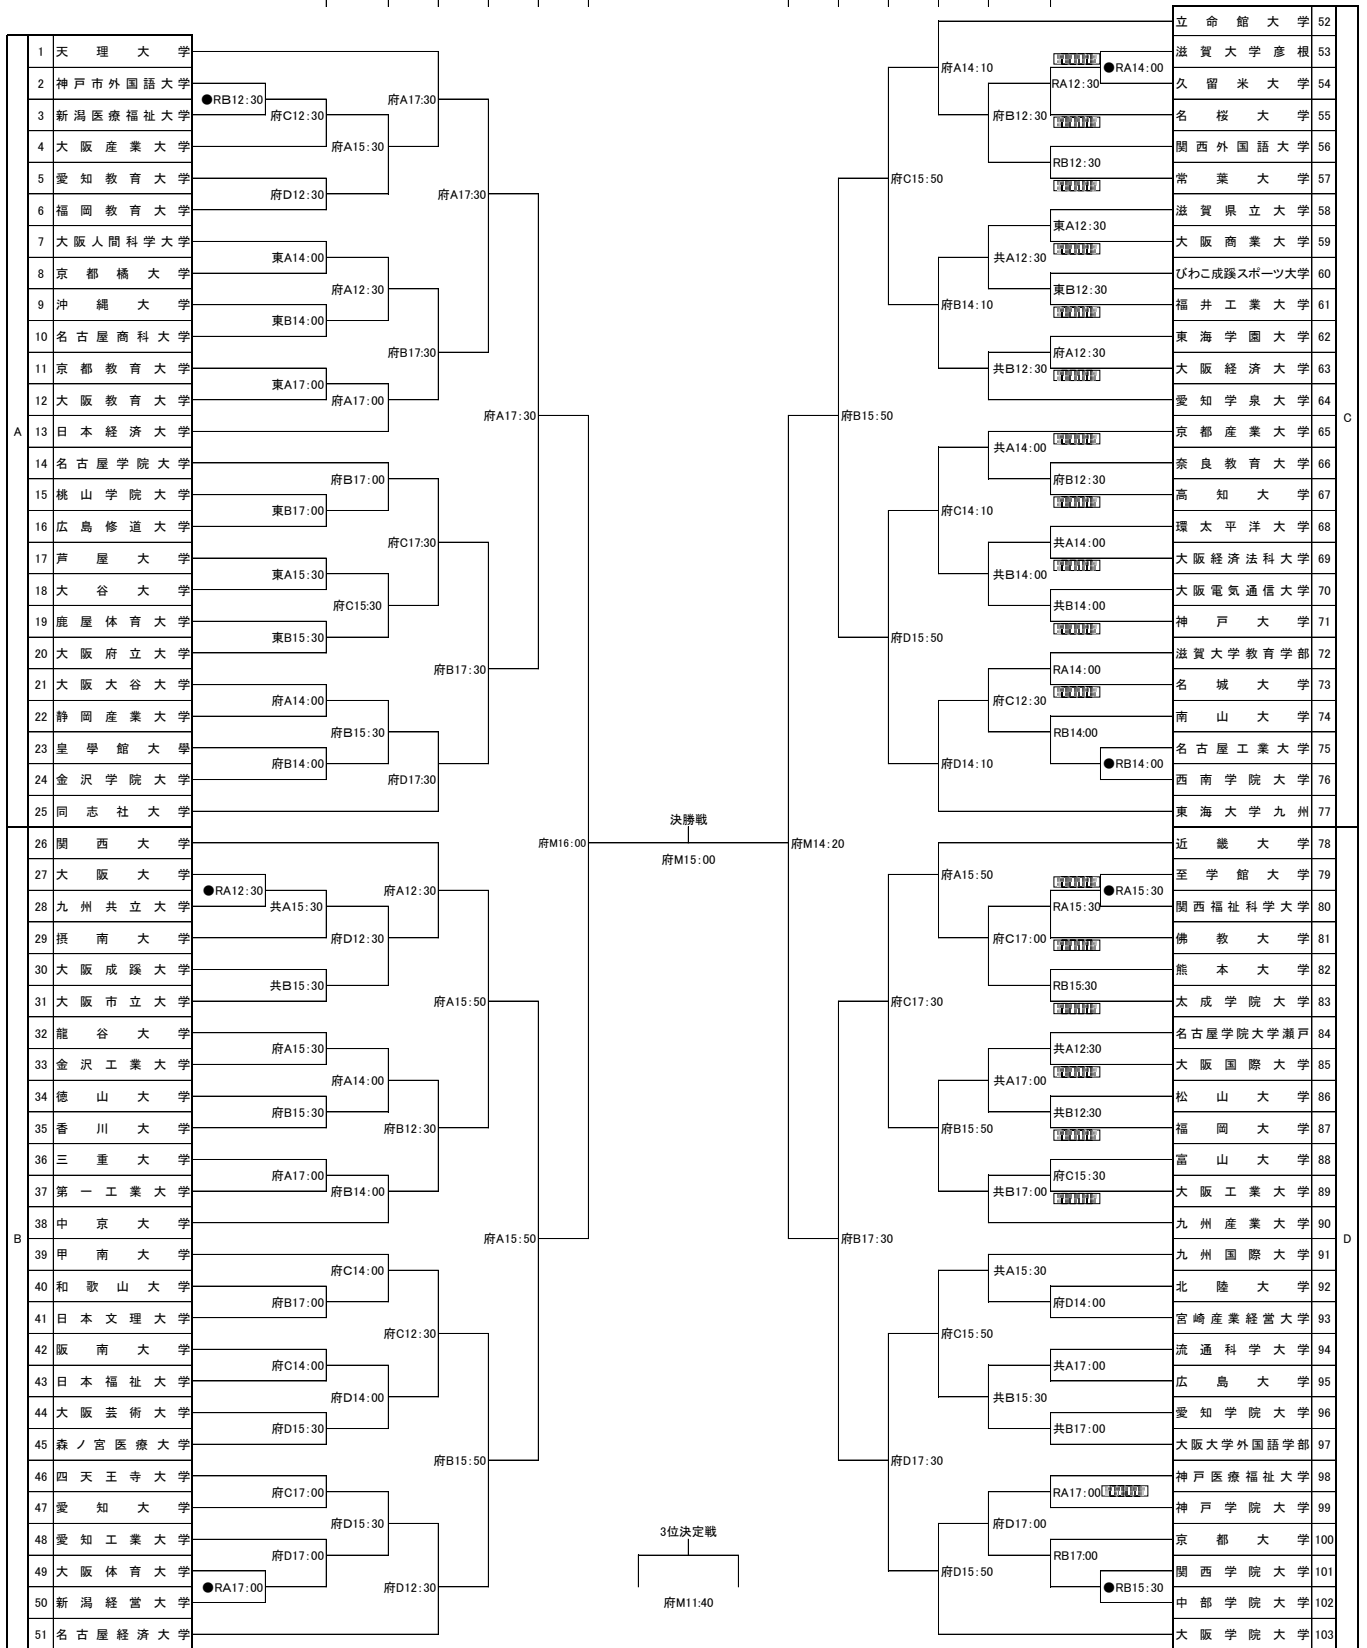 A
1 天理大学
2 神戸市外国語大学
3 新潟医療福祉大学
4 大阪産業大学
5 愛知教育大学
6 福岡教育大学
7 大阪人間科学大学
8 京都橘大学
9 沖縄大学
10 名古屋商科大学
11 京都教育大学
12 大阪教育大学
13 日本経済大学
14 名古屋学院大学
15 桃山学院大学
16 広島修道大学
17 芦屋大学
18 大谷大学
19 鹿屋体育大学
20 大阪府立大学
21 大阪大谷大学
22 静岡産業大学
23 皇學館大學
24 金沢学院大学
25 同志社大学
●RB12:30
府C12:30
府D12:30
東A14:00
東B14:00
東A17:00
東B17:00
東A15:30
東B15:30
府A14:00
府B14:00
府A15:30
府A12:30
府A17:00
府B17:00
府C15:30
府B15:30
府A17:30
府B17:30
府C17:30
府D17:30
府A17:30
府B17:30
府A17:30
B
26 関西大学
27 大阪大学
28 九州共立大学
29 摂南大学
30 大阪成蹊大学
31 大阪市立大学
32 龍谷大学
33 金沢工業大学
34 徳山大学
35 香川大学
36 三重大学
37 第一工業大学
38 中京大学
39 甲南大学
40 和歌山大学
41 日本文理大学
42 阪南大学
43 日本福祉大学
44 大阪芸術大学
45 森ノ宮医療大学
46 四天王寺大学
47 愛知大学
48 愛知工業大学
49 大阪体育大学
50 新潟経営大学
51 名古屋経済大学
●RA12:30
●RA17:00
共A15:30
共B15:30
府A15:30
府B15:30
府A17:00
府B17:00
府C14:00
府D15:30
府C17:00
府D17:00
府D12:30
府A14:00
府B14:00
府C14:00
府D14:00
府D15:30
府A12:30
府B12:30
府C12:30
府D12:30
府A15:50
府B15:50
府A15:50
府M16:00
決勝戦
府M15:00
府M14:20
3位決定戦
府M11:40
C
立命館大学 52
滋賀大学彦根 53
久留米大学 54
名桜大学 55
関西外国語大学 56
常葉大学 57
滋賀県立大学 58
大阪商業大学 59
びわこ成蹊スポーツ大学 60
福井工業大学 61
東海学園大学 62
大阪経済大学 63
愛知学泉大学 64
京都産業大学 65
奈良教育大学 66
高知大学 67
環太平洋大学 68
大阪経済法科大学 69
大阪電気通信大学 70
神戸大学 71
滋賀大学教育学部 72
名城大学 73
南山大学 74
名古屋工業大学 75
西南学院大学 76
東海大学九州 77
●RA14:00
●RB14:00
RA12:30
RB12:30
東A12:30
東B12:30
府A12:30
府B12:30
共A14:00
共B14:00
RA14:00
RB14:00
府B12:30
共A12:30
共B12:30
共A14:00
共B14:00
府C12:30
府A14:10
府B14:10
府C14:10
府D14:10
府C15:50
府D15:50
府B15:50
D
近畿大学 78
至学館大学 79
関西福祉科学大学 80
佛教大学 81
熊本大学 82
太成学院大学 83
名古屋学院大学瀬戸 84
大阪国際大学 85
松山大学 86
福岡大学 87
富山大学 88
大阪工業大学 89
九州産業大学 90
九州国際大学 91
北陸大学 92
宮崎産業経営大学 93
流通科学大学 94
広島大学 95
愛知学院大学 96
大阪大学外国語学部 97
神戸医療福祉大学 98
神戸学院大学 99
京都大学 100
関西学院大学 101
中部学院大学 102
大阪学院大学 103
●RA15:30
●RB15:30
RA15:30
RB15:30
共A12:30
共B12:30
府C15:30
府D14:00
共A17:00
共B17:00
RA17:00
RB17:00
府C17:00
共A17:00
共B17:00
共A15:30
共B15:30
府D17:00
府A15:50
府B15:50
府C15:50
府D15:50
府C17:30
府D17:30
府B17:30